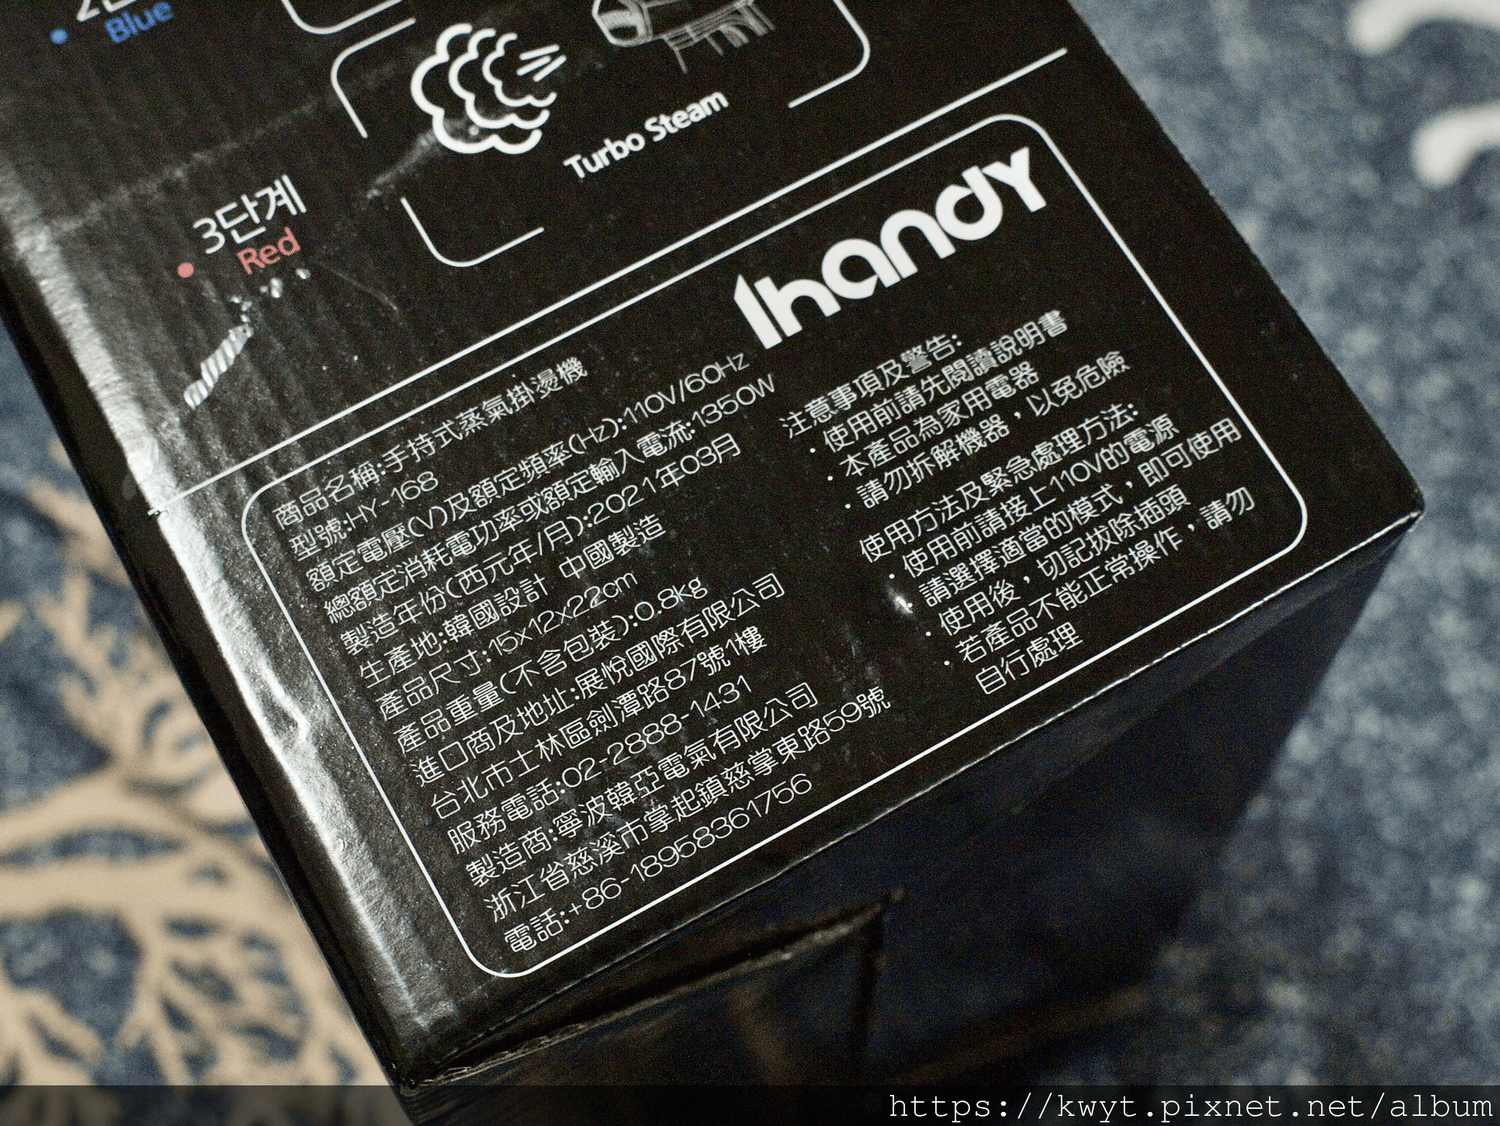 Blue
Turbo Steam
3단계
Red
1handy
商品名稱:手持式蒸氣掛燙機
型號:HY-168
額定電壓(V)及額定頻率(Hz):110V//60Hz
總額定消耗電功率或額定輸入電流:1350W
製造年份(西元年/月):2021年03月
生產地:韓國設計 中國製造
產品尺寸:15x12x22cm
產品重量(不含包裝):0.8kg
進口商及地址:展悅國際有限公司
台北市士林區劍潭路87號1樓
服務電話:02-2888-1431
製造商:寧波韓亞電氣有限公司
浙江省慈溪市掌起鎮慈掌東路59號
電話:+86-18958361756
注意事項及警告:
· 使用前請先閱讀說明書
· 本產品為家用電器
· 請勿拆解機器，以免危險
使用方法及緊急處理方法:
· 使用前請接上110V的電源
· 請選擇適當的模式，即可使用
· 使用後，切記拔除插頭
· 若產品不能正常操作，請勿
自行處理
https://kwyt.pixnet.net/album